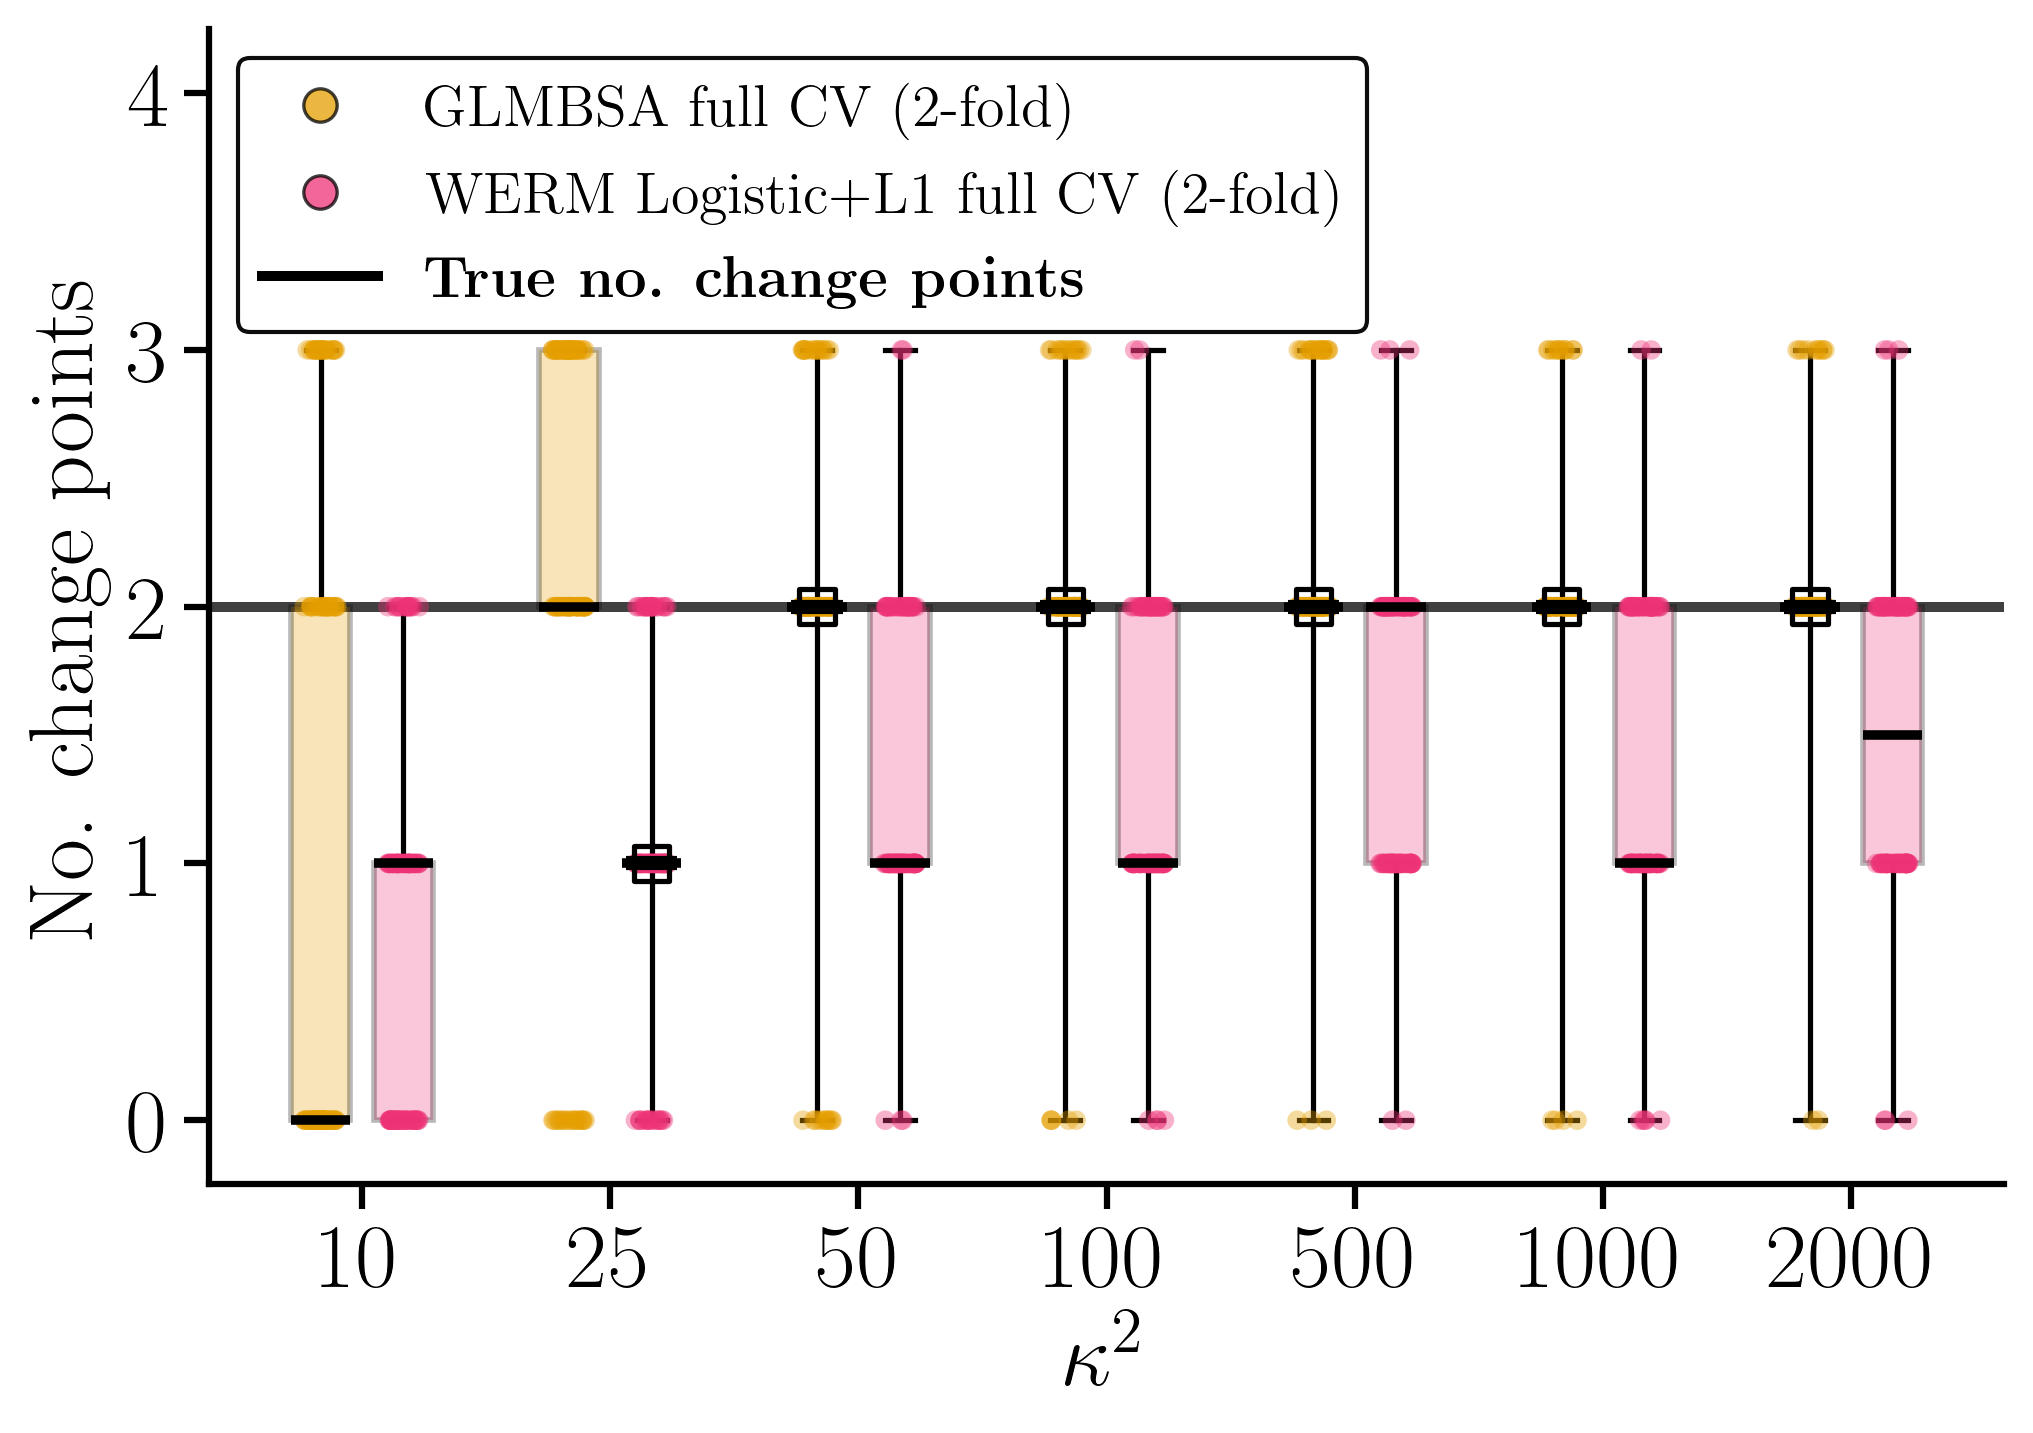 GLMBSA full CV (2-fold)
WERM Logistic+L1 full CV (2-fold)
True no. change points
No. change points
4
3
2
1
0
10 25 50 100 500 1000 2000
κ²